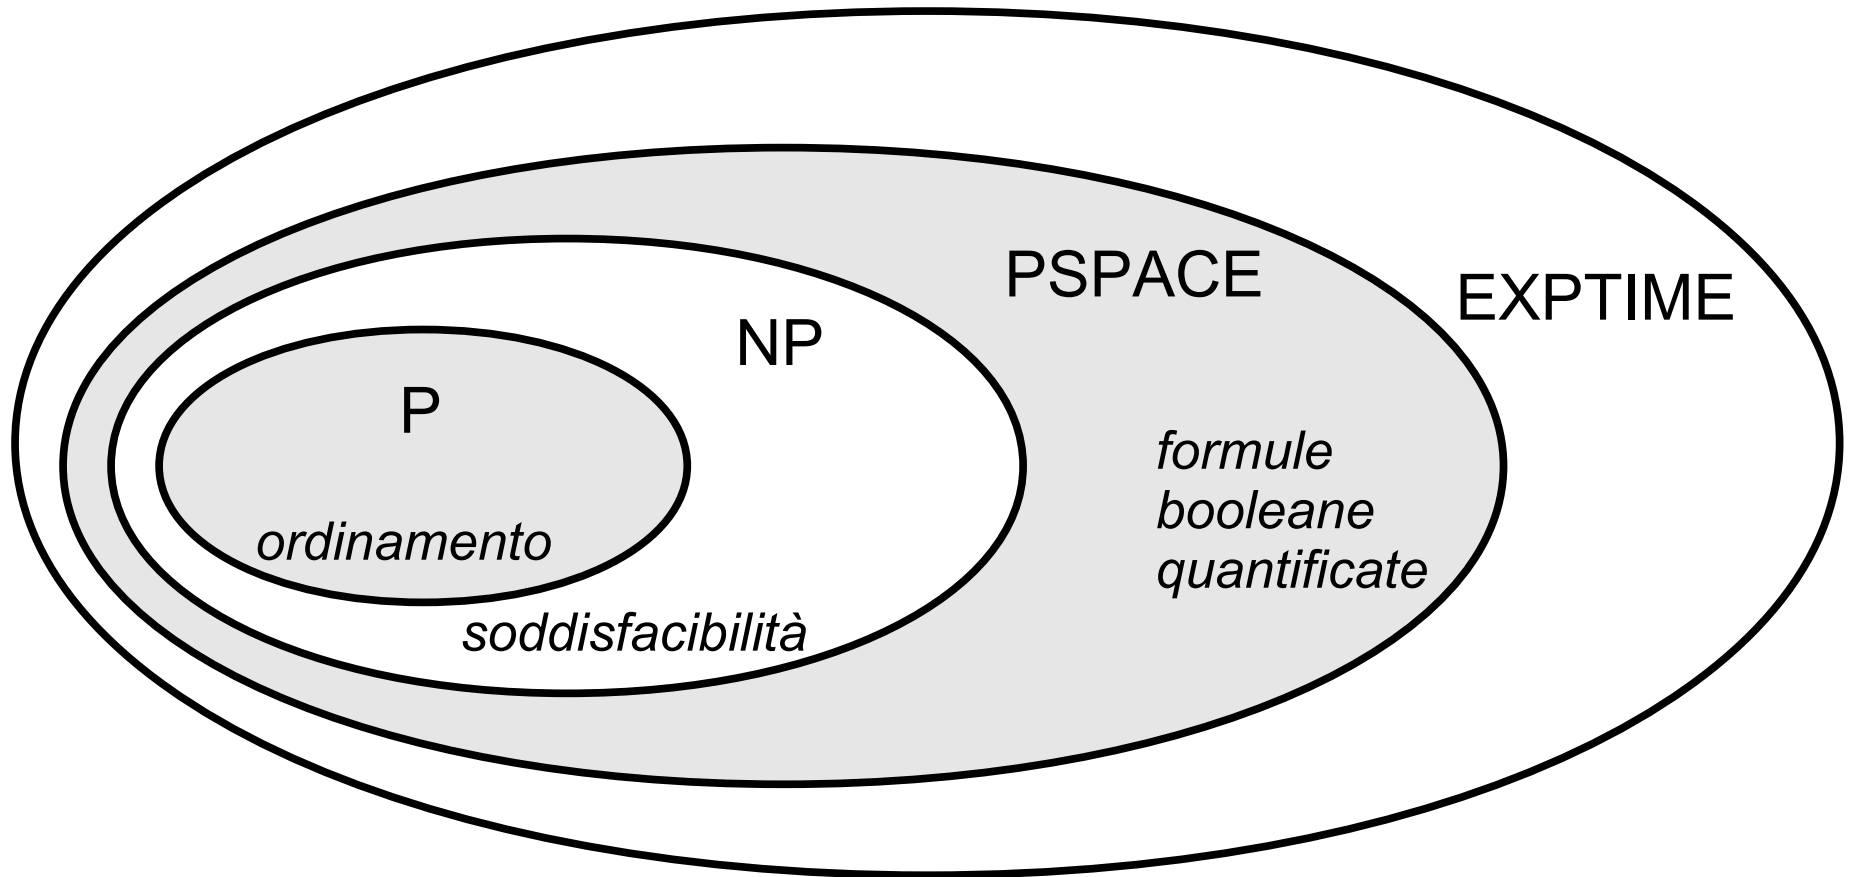 PSPACE
EXPTIME
NP
P
formule
booleane
quantificate
ordinamento
soddisfacibilità